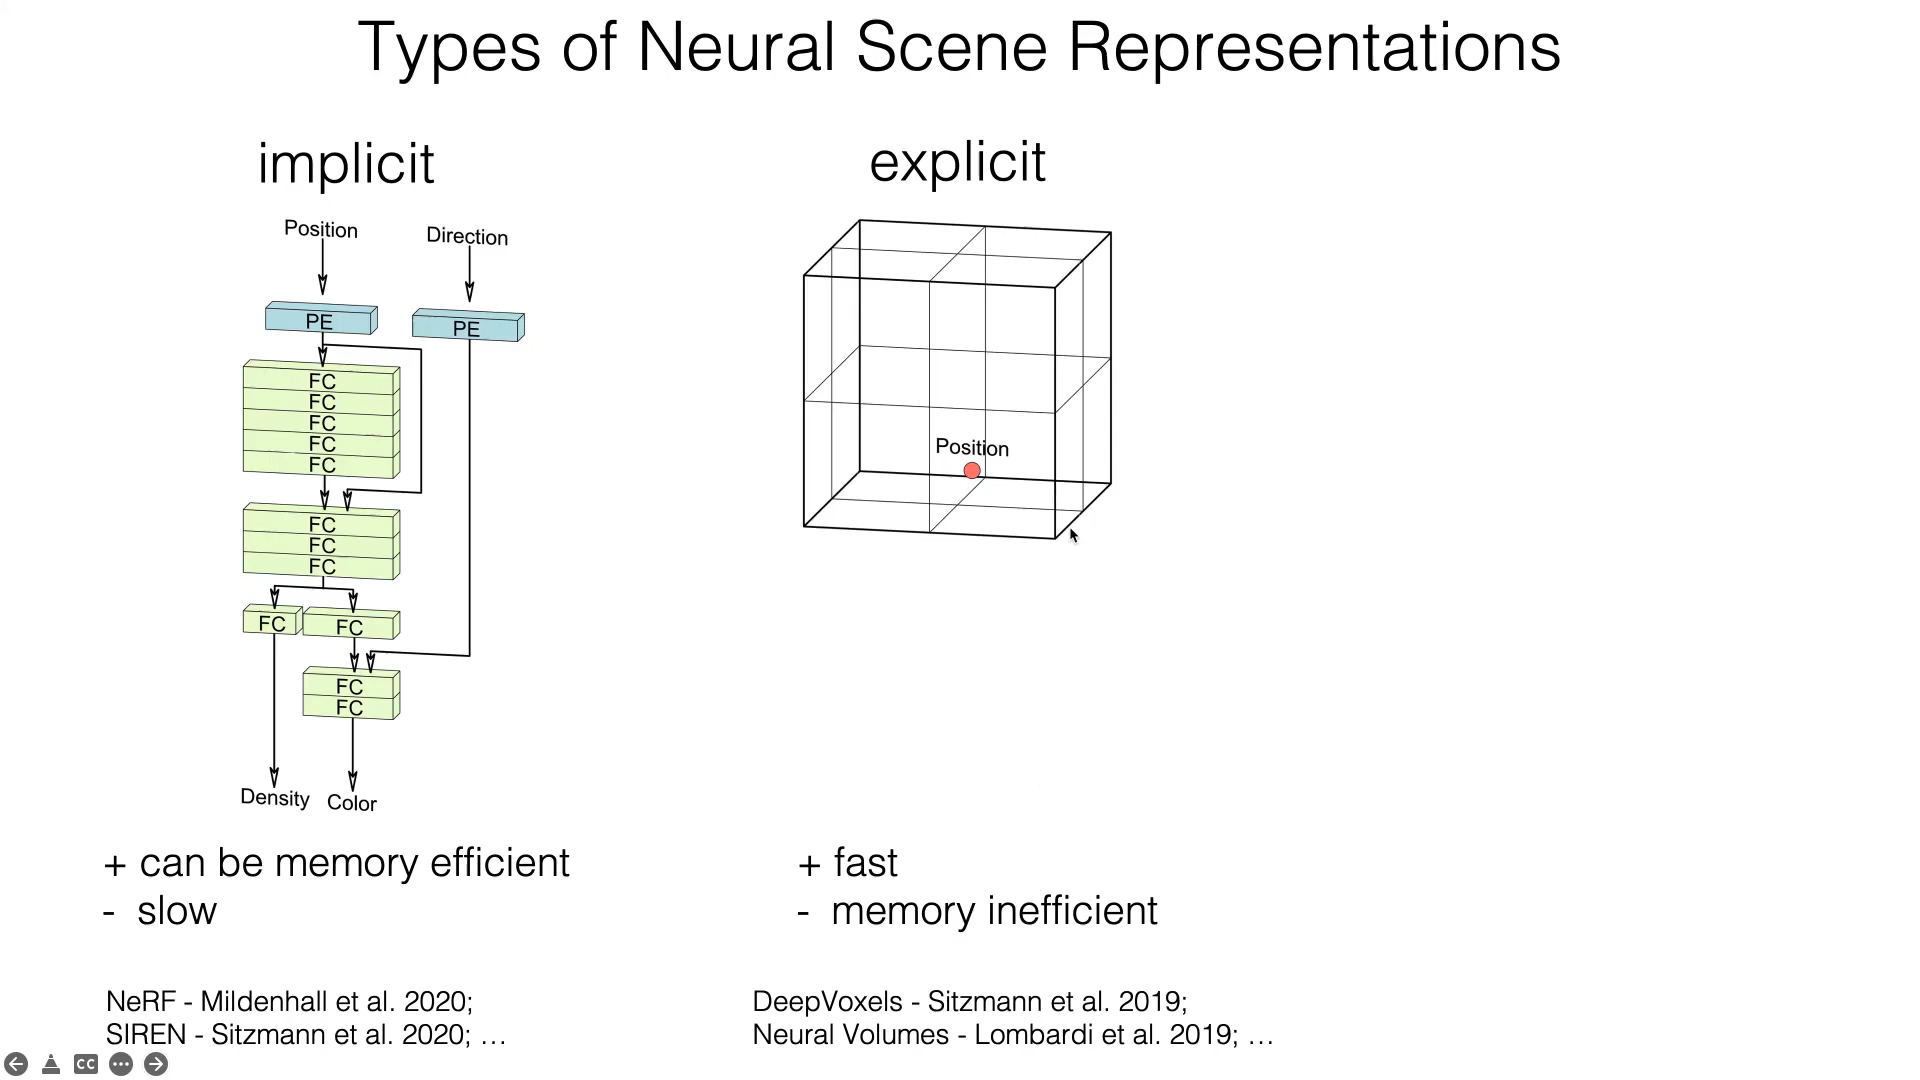 Types of Neural Scene Representations
implicit
Position
Direction
PE
PE
FC
FC
FC
FC
FC
FC
FC
FC
FC
FC
FC
FC
Density
Color
+ can be memory efficient
- slow
NeRF - Mildenhall et al. 2020;
SIREN - Sitzmann et al. 2020; …
explicit
Position
+ fast
- memory inefficient
DeepVoxels - Sitzmann et al. 2019;
Neural Volumes - Lombardi et al. 2019; …
CC